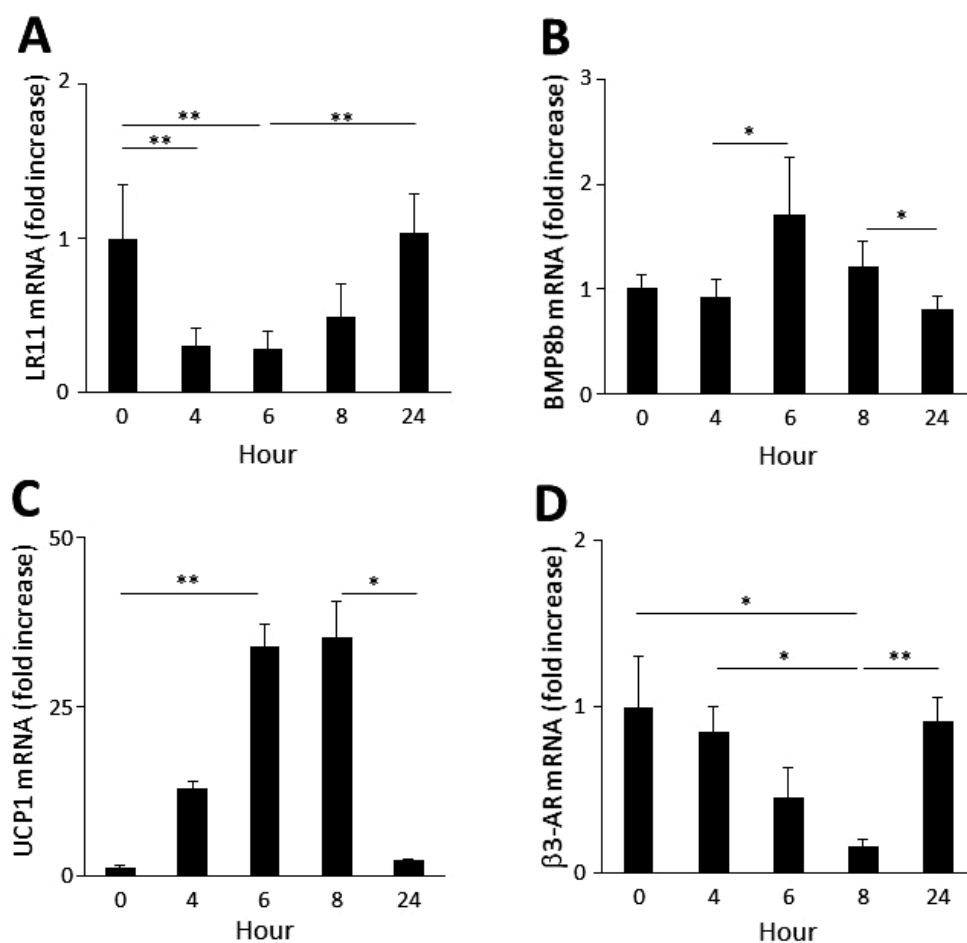 A
LR11 mRNA (fold increase)
2
1
0
**
**
**
0 4 6 8 24
Hour
B
BMP8b mRNA (fold increase)
3
2
1
0
*
*
0 4 6 8 24
Hour
C
UCP1 mRNA (fold increase)
50
25
0
**
*
0 4 6 8 24
Hour
D
β3-AR mRNA (fold increase)
2
1
0
*
*
**
0 4 6 8 24
Hour